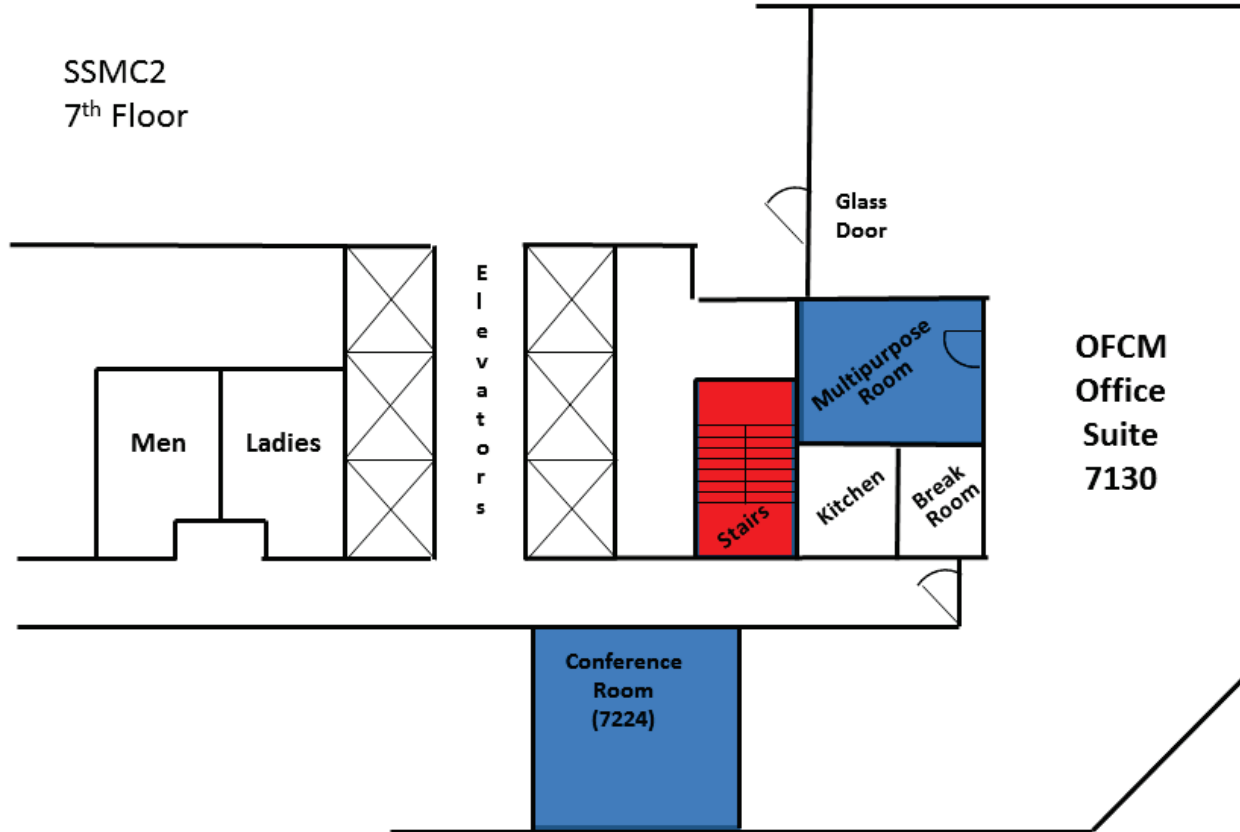 SSMC2
7th Floor
Glass
Door
Elevators
Multipurpose
Room
OFCM
Office
Suite
7130
Men
Ladies
Stairs
Kitchen
Break
Room
Conference
Room
(7224)